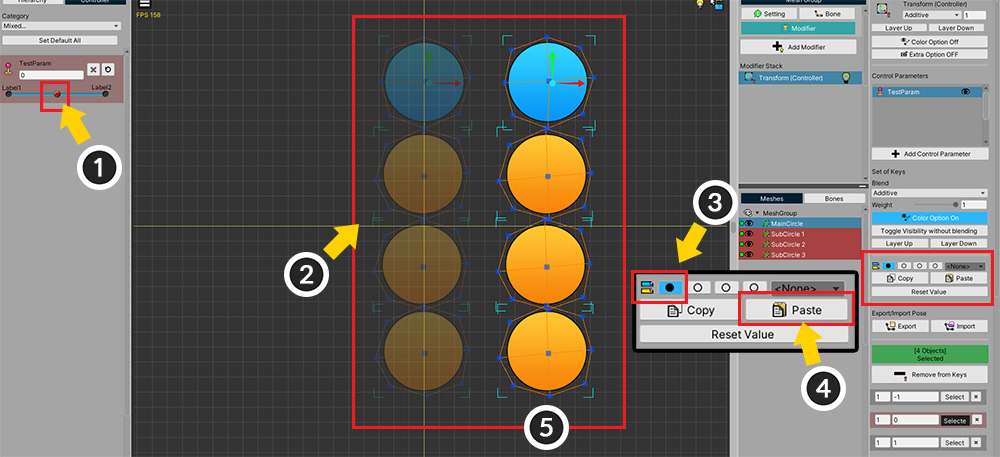 Hierarchy
Controller
FPS 158
Category
Mixed...
Set Default All
TestParam
0
Label1
Label2
1
2
3
4
5
Mesh Group
Setting
Bone
Modifier
Add Modifier
Modifier Stack
Transform (Controller)
Meshes
Bones
MeshGroup
MainCircle
SubCircle 1
SubCircle 2
SubCircle 3
<None>
Copy
Paste
Reset Value
Transform (Controller)
Additive
1
Layer Up
Layer Down
Color Option Off
Extra Option OFF
Control Parameters
TestParam
Add Control Parameter
Set of Keys
Blend
Additive
Weight
1
Color Option On
Toggle Visibility without blending
Layer Up
Layer Down
<None>
Copy
Paste
Reset Value
Export/Import Pose
Export
Import
[4 Objects]
Selected
Remove from Keys
1 -1 Select
1 0 Selecte
1 1 Select